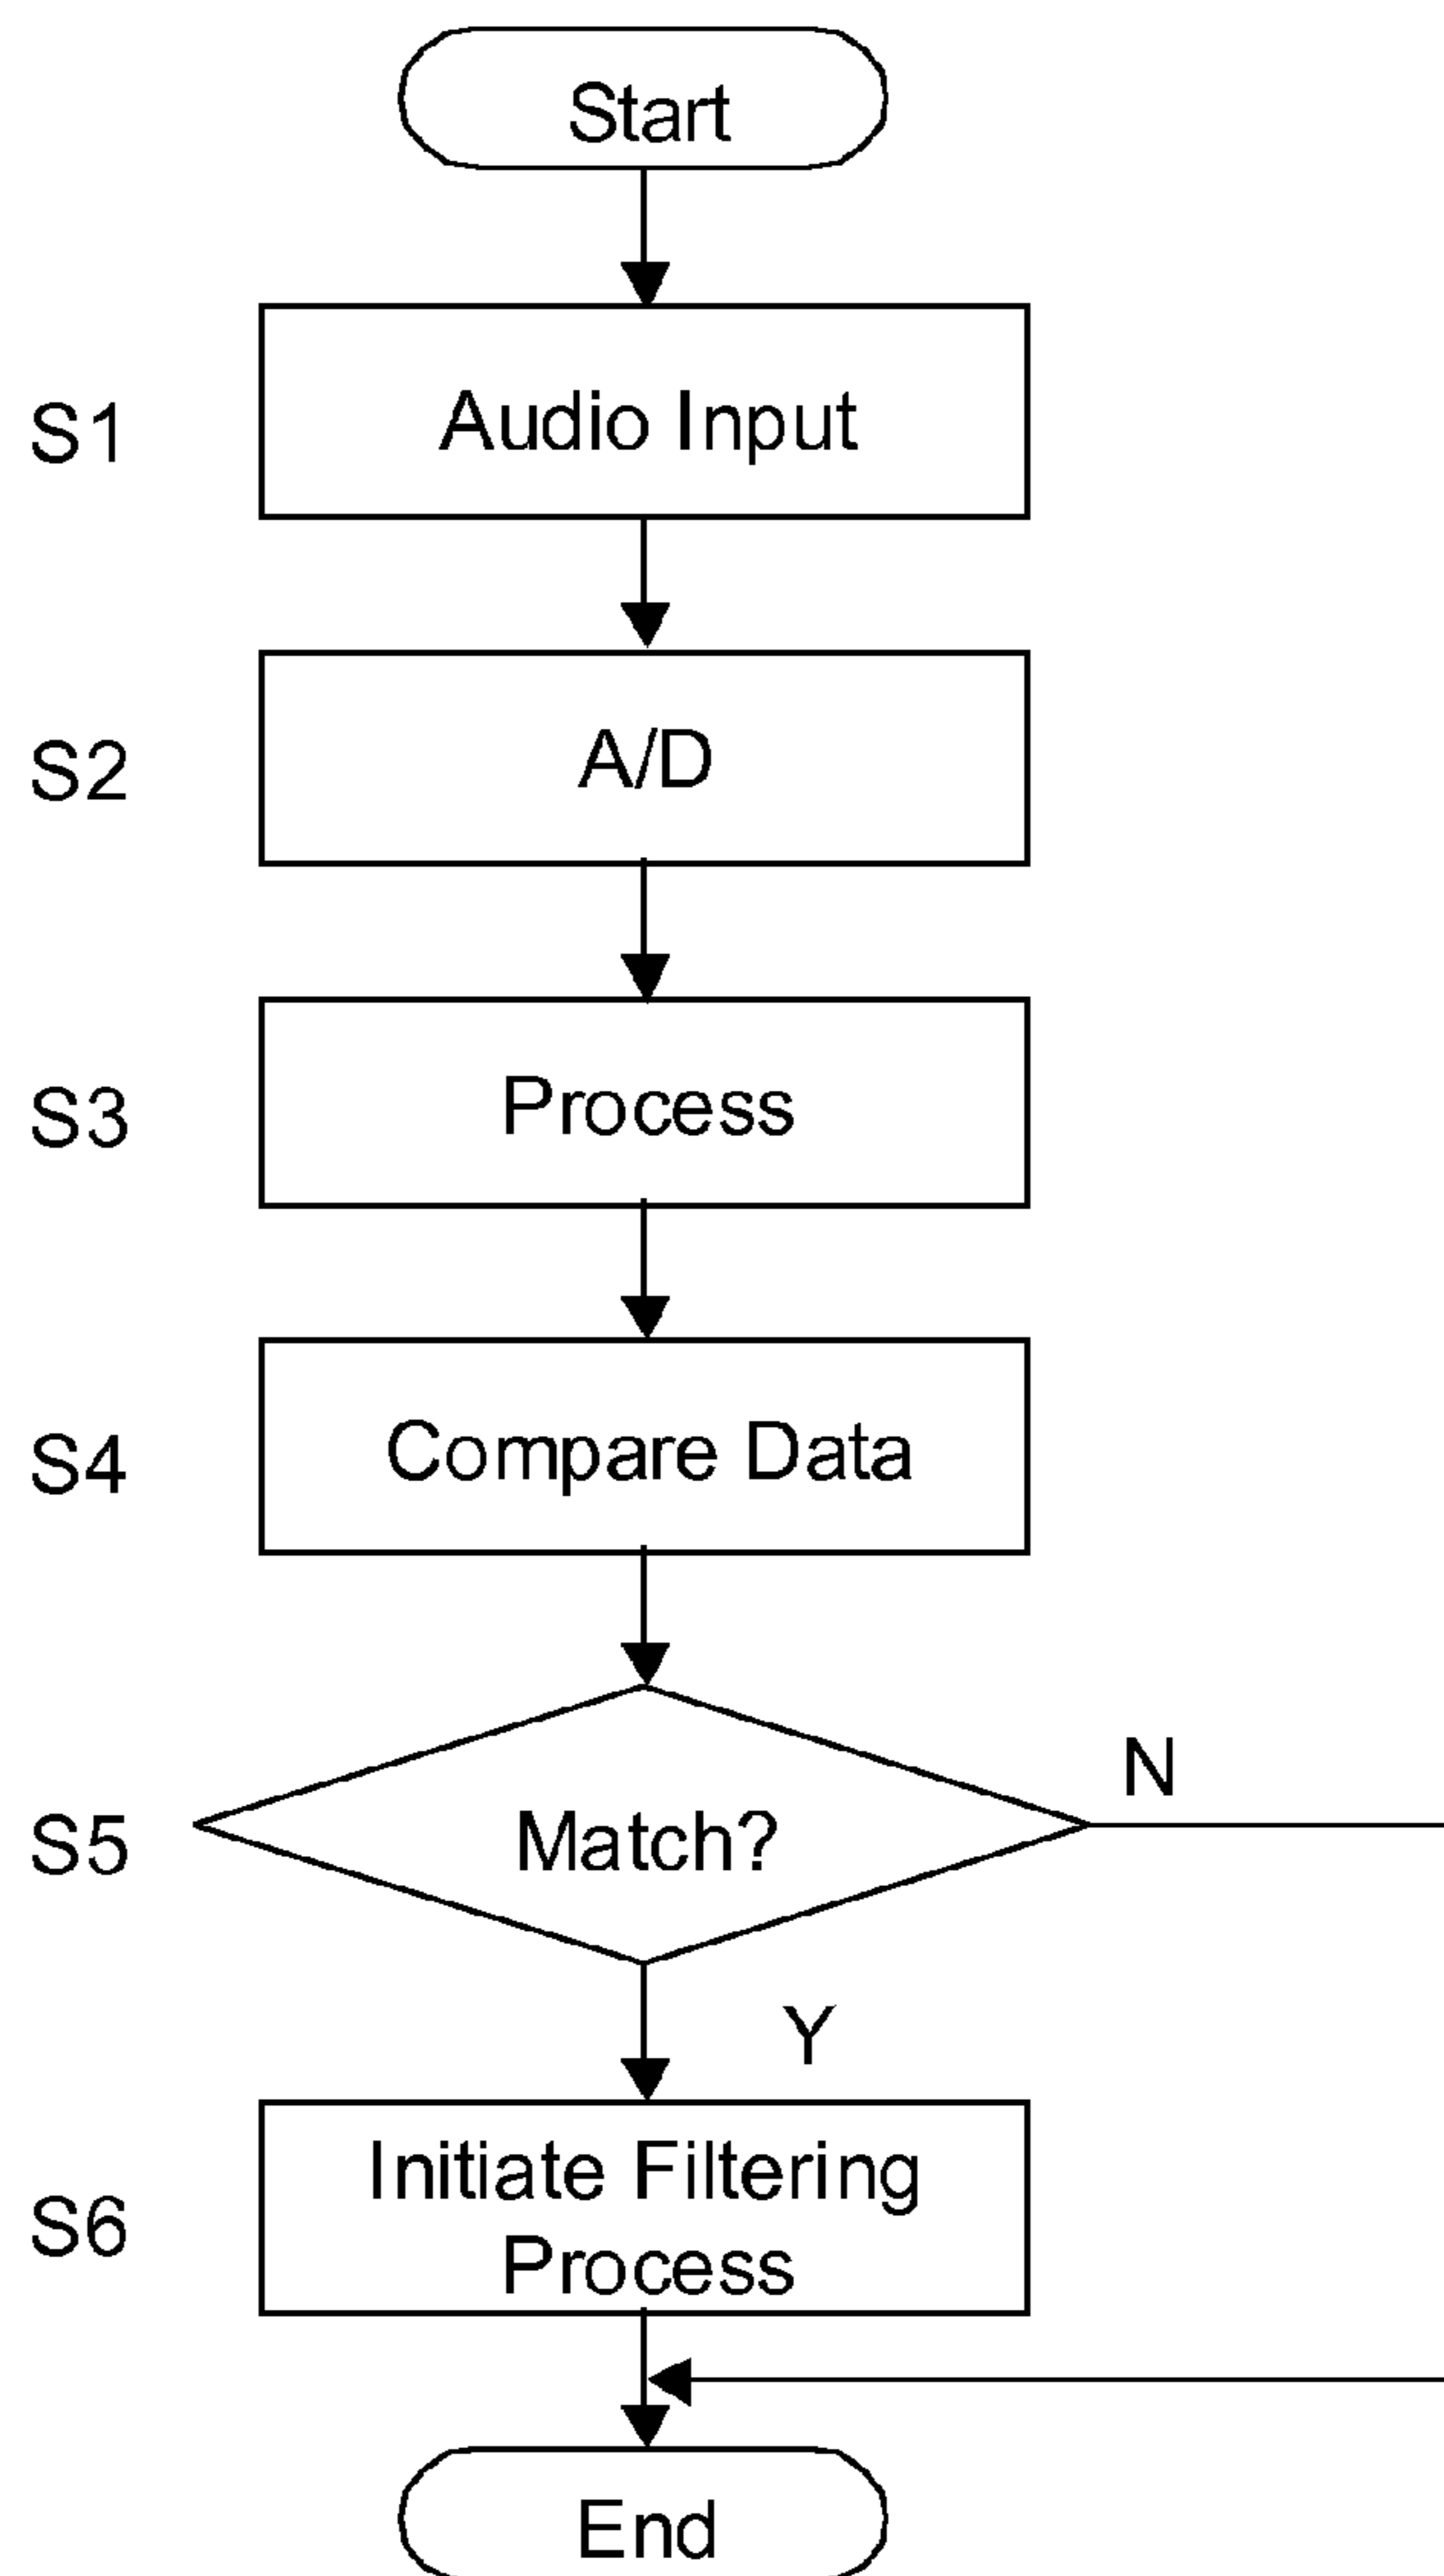 Start
S1
Audio Input
S2
A/D
S3
Process
S4
Compare Data
S5
Match?
N
Y
S6
Initiate Filtering
Process
End